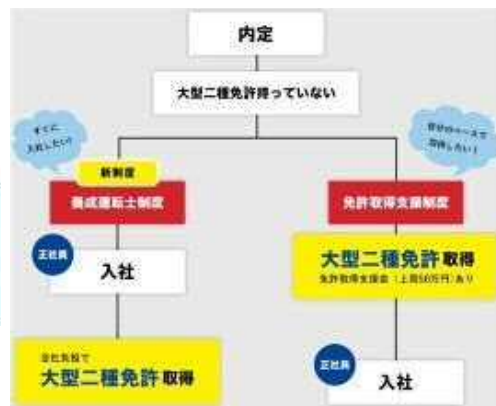 内定
大型二種免許持っていない
すぐに
入社したい!
自分のペースで
取得したい!
新制度
養成運転士制度
免許取得支援制度
正社員
入社
大型二種免許 取得
免許取得支援金(上限50万円)あり
会社負担で
大型二種免許 取得
正社員
入社